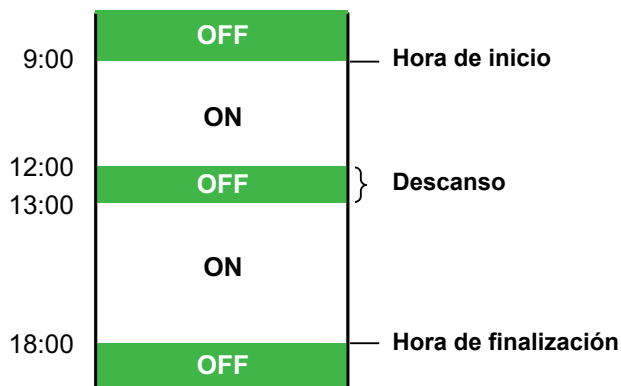 OFF
9:00 Hora de inicio
ON
12:00
OFF Descanso
13:00
ON
18:00 Hora de finalización
OFF